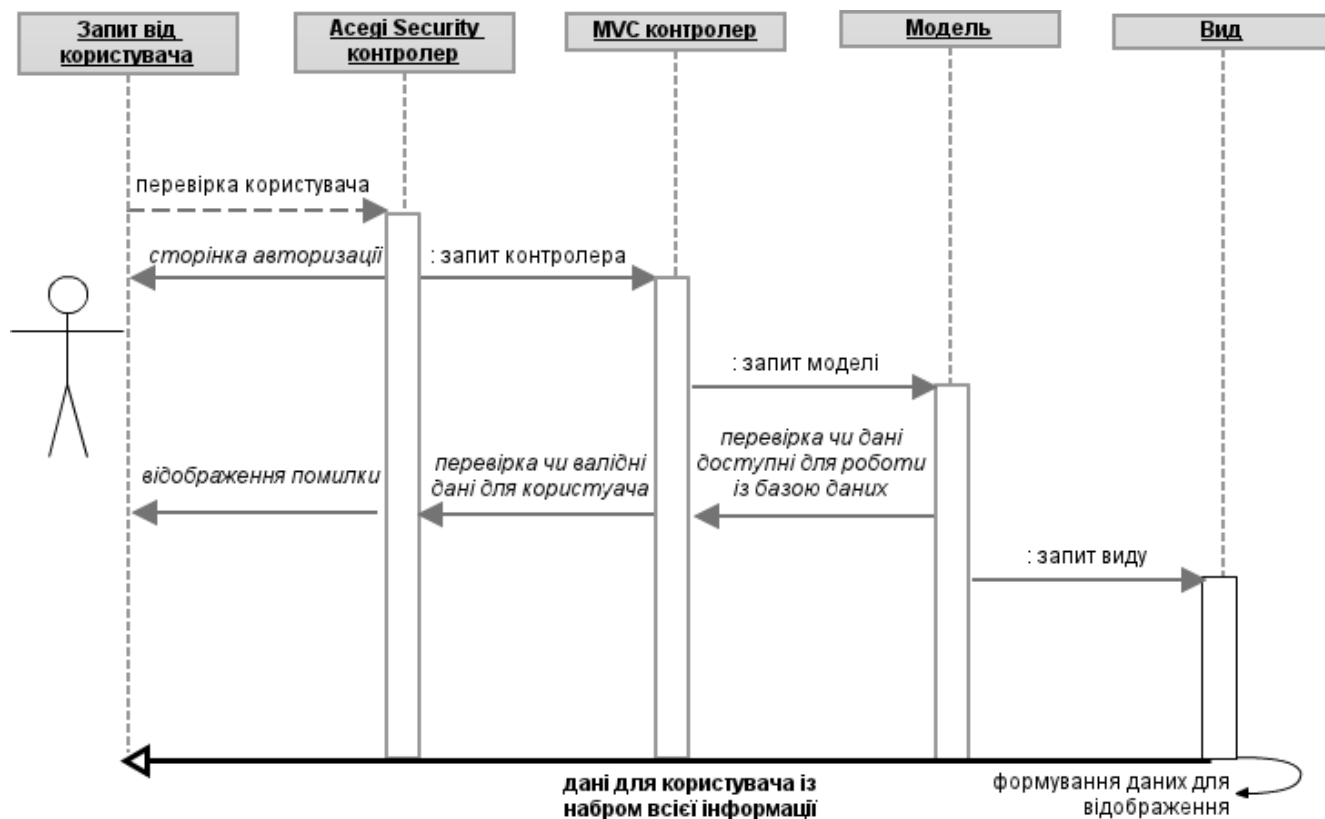 Запит від
користувача
Acegi Security
контролер
MVC контролер
Модель
Вид
перевірка користувача
сторінка авторизації
: запит контролера
: запит моделі
відображення помилки
перевірка чи валідні
дані для користуача
перевірка чи дані
доступні для роботи
із базою даних
: запит виду
дані для користувача із
набром всієї інформації
формування даних для
відображення